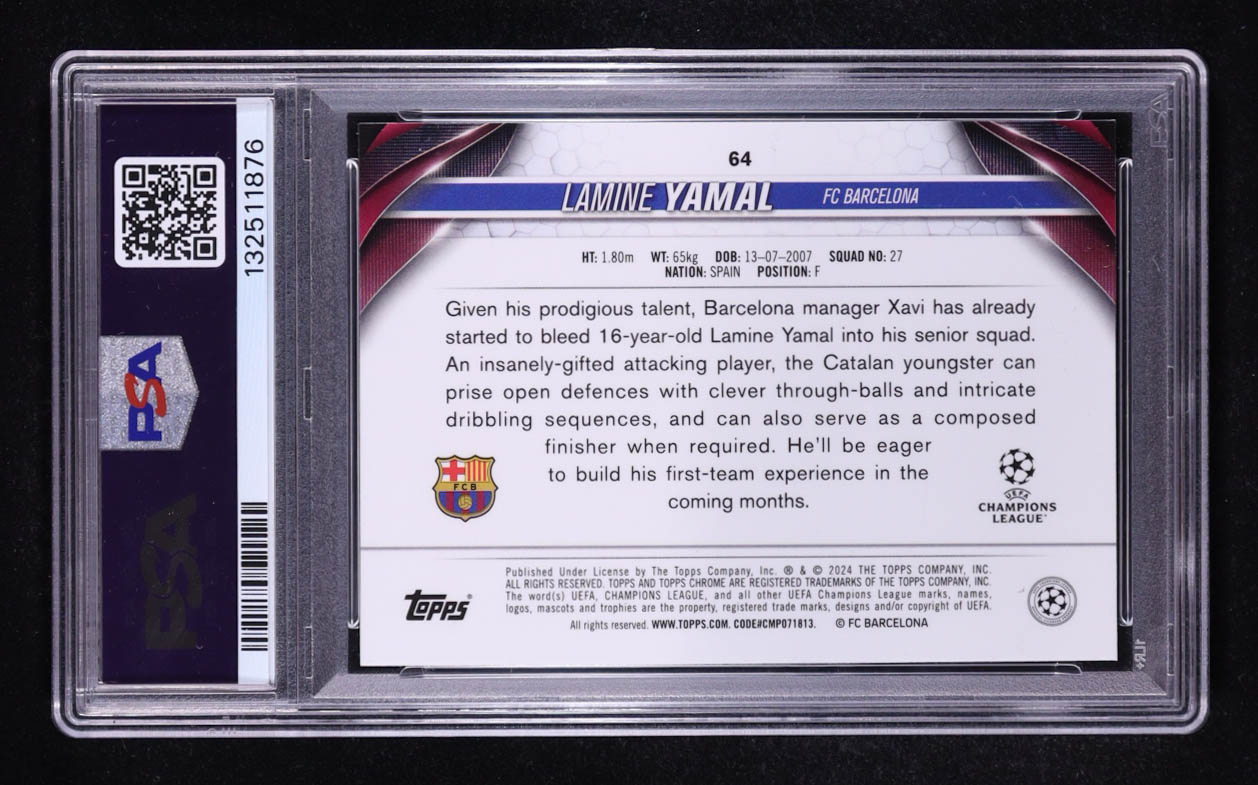 64
LAMINE YAMAL FC BARCELONA
HT: 1.80m WT: 65kg DOB: 13–07–2007 SQUAD NO: 27
NATION: SPAIN POSITION: F
Given his prodigious talent, Barcelona manager Xavi has already
started to bleed 16-year-old Lamine Yamal into his senior squad.
An insanely-gifted attacking player, the Catalan youngster can
prise open defences with clever through-balls and intricate
dribbling sequences, and can also serve as a composed
finisher when required. He'll be eager
to build his first-team experience in the
coming months.
FCB
UEFA
CHAMPIONS
LEAGUE
Published Under License by The Topps Company, Inc. ® & © 2024 THE TOPPS COMPANY, INC.
ALL RIGHTS RESERVED. TOPPS AND TOPPS CHROME ARE REGISTERED TRADEMARKS OF THE TOPPS COMPANY, INC.
The word(s) UEFA, CHAMPIONS LEAGUE, and all other UEFA Champions League marks, names,
logos, mascots and trophies are the property, registered trade marks, designs and/or copyright of UEFA.
All rights reserved. WWW.TOPPS.COM. CODE#CMP071813. © FC BARCELONA
Topps®
132511876
PSA
PSA
PSA